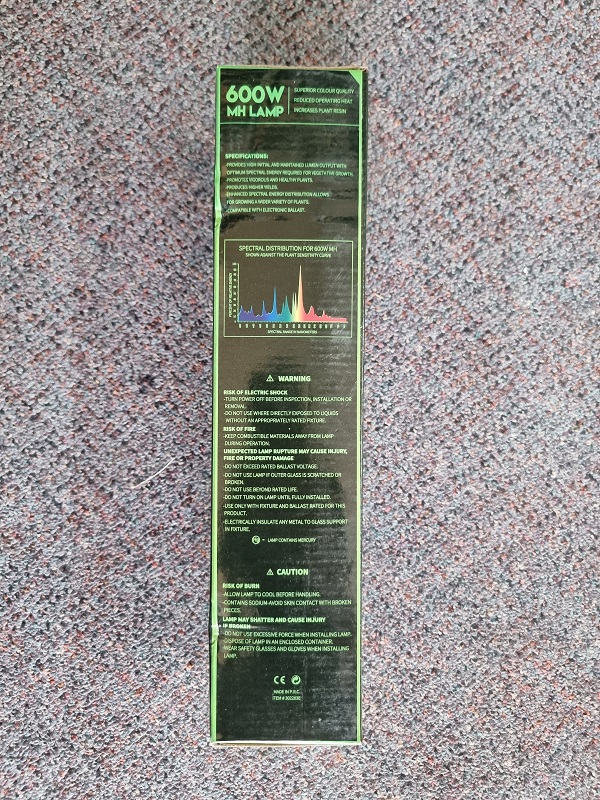 600W
MH LAMP
SUPERIOR COLOUR QUALITY
REDUCED OPERATING HEAT
INCREASES PLANT RESIN
SPECIFICATIONS:
-PROVIDES HIGH INITIAL AND MAINTAINED LUMEN OUTPUT WITH
OPTIMUM SPECTRAL ENERGY REQUIRED FOR VEGETATIVE GROWTH.
-PROMOTES VIGOROUS AND HEALTHY PLANTS.
-PRODUCES HIGHER YIELDS.
-ENHANCED SPECTRAL ENERGY DISTRIBUTION ALLOWS
FOR GROWING A WIDER VARIETY OF PLANTS.
-COMPATIBLE WITH ELECTRONIC BALLAST.
SPECTRAL DISTRIBUTION FOR 600W MH
SHOWN AGAINST THE PLANT SENSITIVITY CURVE
SPECTRAL RANGE IN NANOMETERS
WARNING
RISK OF ELECTRIC SHOCK
-TURN POWER OFF BEFORE INSPECTION, INSTALLATION OR
REMOVAL.
-DO NOT USE WHERE DIRECTLY EXPOSED TO LIQUIDS
WITHOUT AN APPROPRIATELY RATED FIXTURE.
RISK OF FIRE
-KEEP COMBUSTIBLE MATERIALS AWAY FROM LAMP
DURING OPERATION.
UNEXPECTED LAMP RUPTURE MAY CAUSE INJURY,
FIRE OR PROPERTY DAMAGE
-DO NOT EXCEED RATED BALLAST VOLTAGE.
-DO NOT USE LAMP IF OUTER GLASS IS SCRATCHED OR
BROKEN.
-DO NOT USE BEYOND RATED LIFE.
-DO NOT TURN ON LAMP UNTIL FULLY INSTALLED.
-USE ONLY WITH FIXTURE AND BALLAST RATED FOR THIS
PRODUCT.
-ELECTRICALLY INSULATE ANY METAL TO GLASS SUPPORT
IN FIXTURE.
- LAMP CONTAINS MERCURY
CAUTION
RISK OF BURN
-ALLOW LAMP TO COOL BEFORE HANDLING.
-CONTAINS SODIUM-AVOID SKIN CONTACT WITH BROKEN
PIECES.
LAMP MAY SHATTER AND CAUSE INJURY
IF BROKEN
-DO NOT USE EXCESSIVE FORCE WHEN INSTALLING LAMP.
-DISPOSE OF LAMP IN AN ENCLOSED CONTAINER.
-WEAR SAFETY GLASSES AND GLOVES WHEN INSTALLING
LAMP.
CE
MADE IN P.R.C.